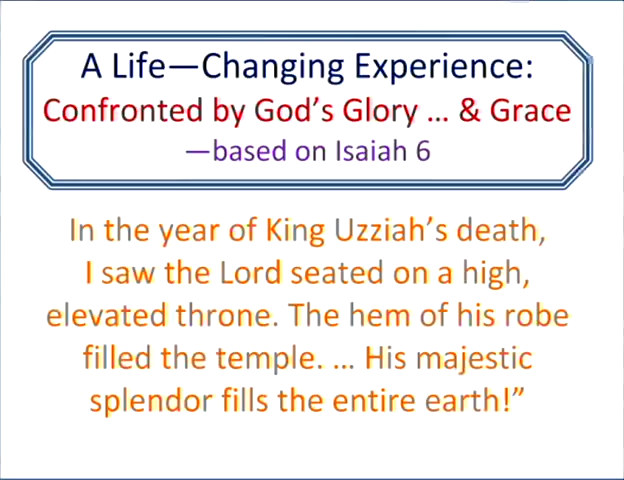 A Life—Changing Experience:
Confronted by God's Glory … & Grace
—based on Isaiah 6
In the year of King Uzziah's death,
I saw the Lord seated on a high,
elevated throne. The hem of his robe
filled the temple. … His majestic
splendor fills the entire earth!”